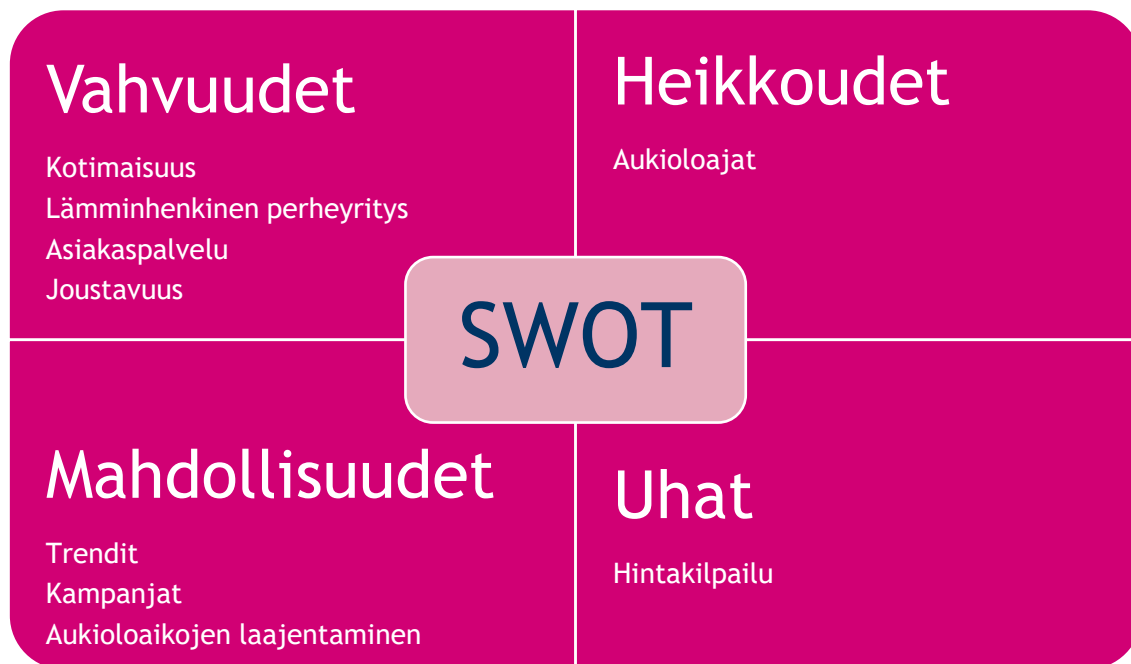 Vahvuudet
Kotimaisuus
Lämminhenkinen perheyritys
Asiakaspalvelu
Joustavuus
Heikkoudet
Aukioloajat
SWOT
Mahdollisuudet
Trendit
Kampanjat
Aukioloaikojen laajentaminen
Uhat
Hintakilpailu